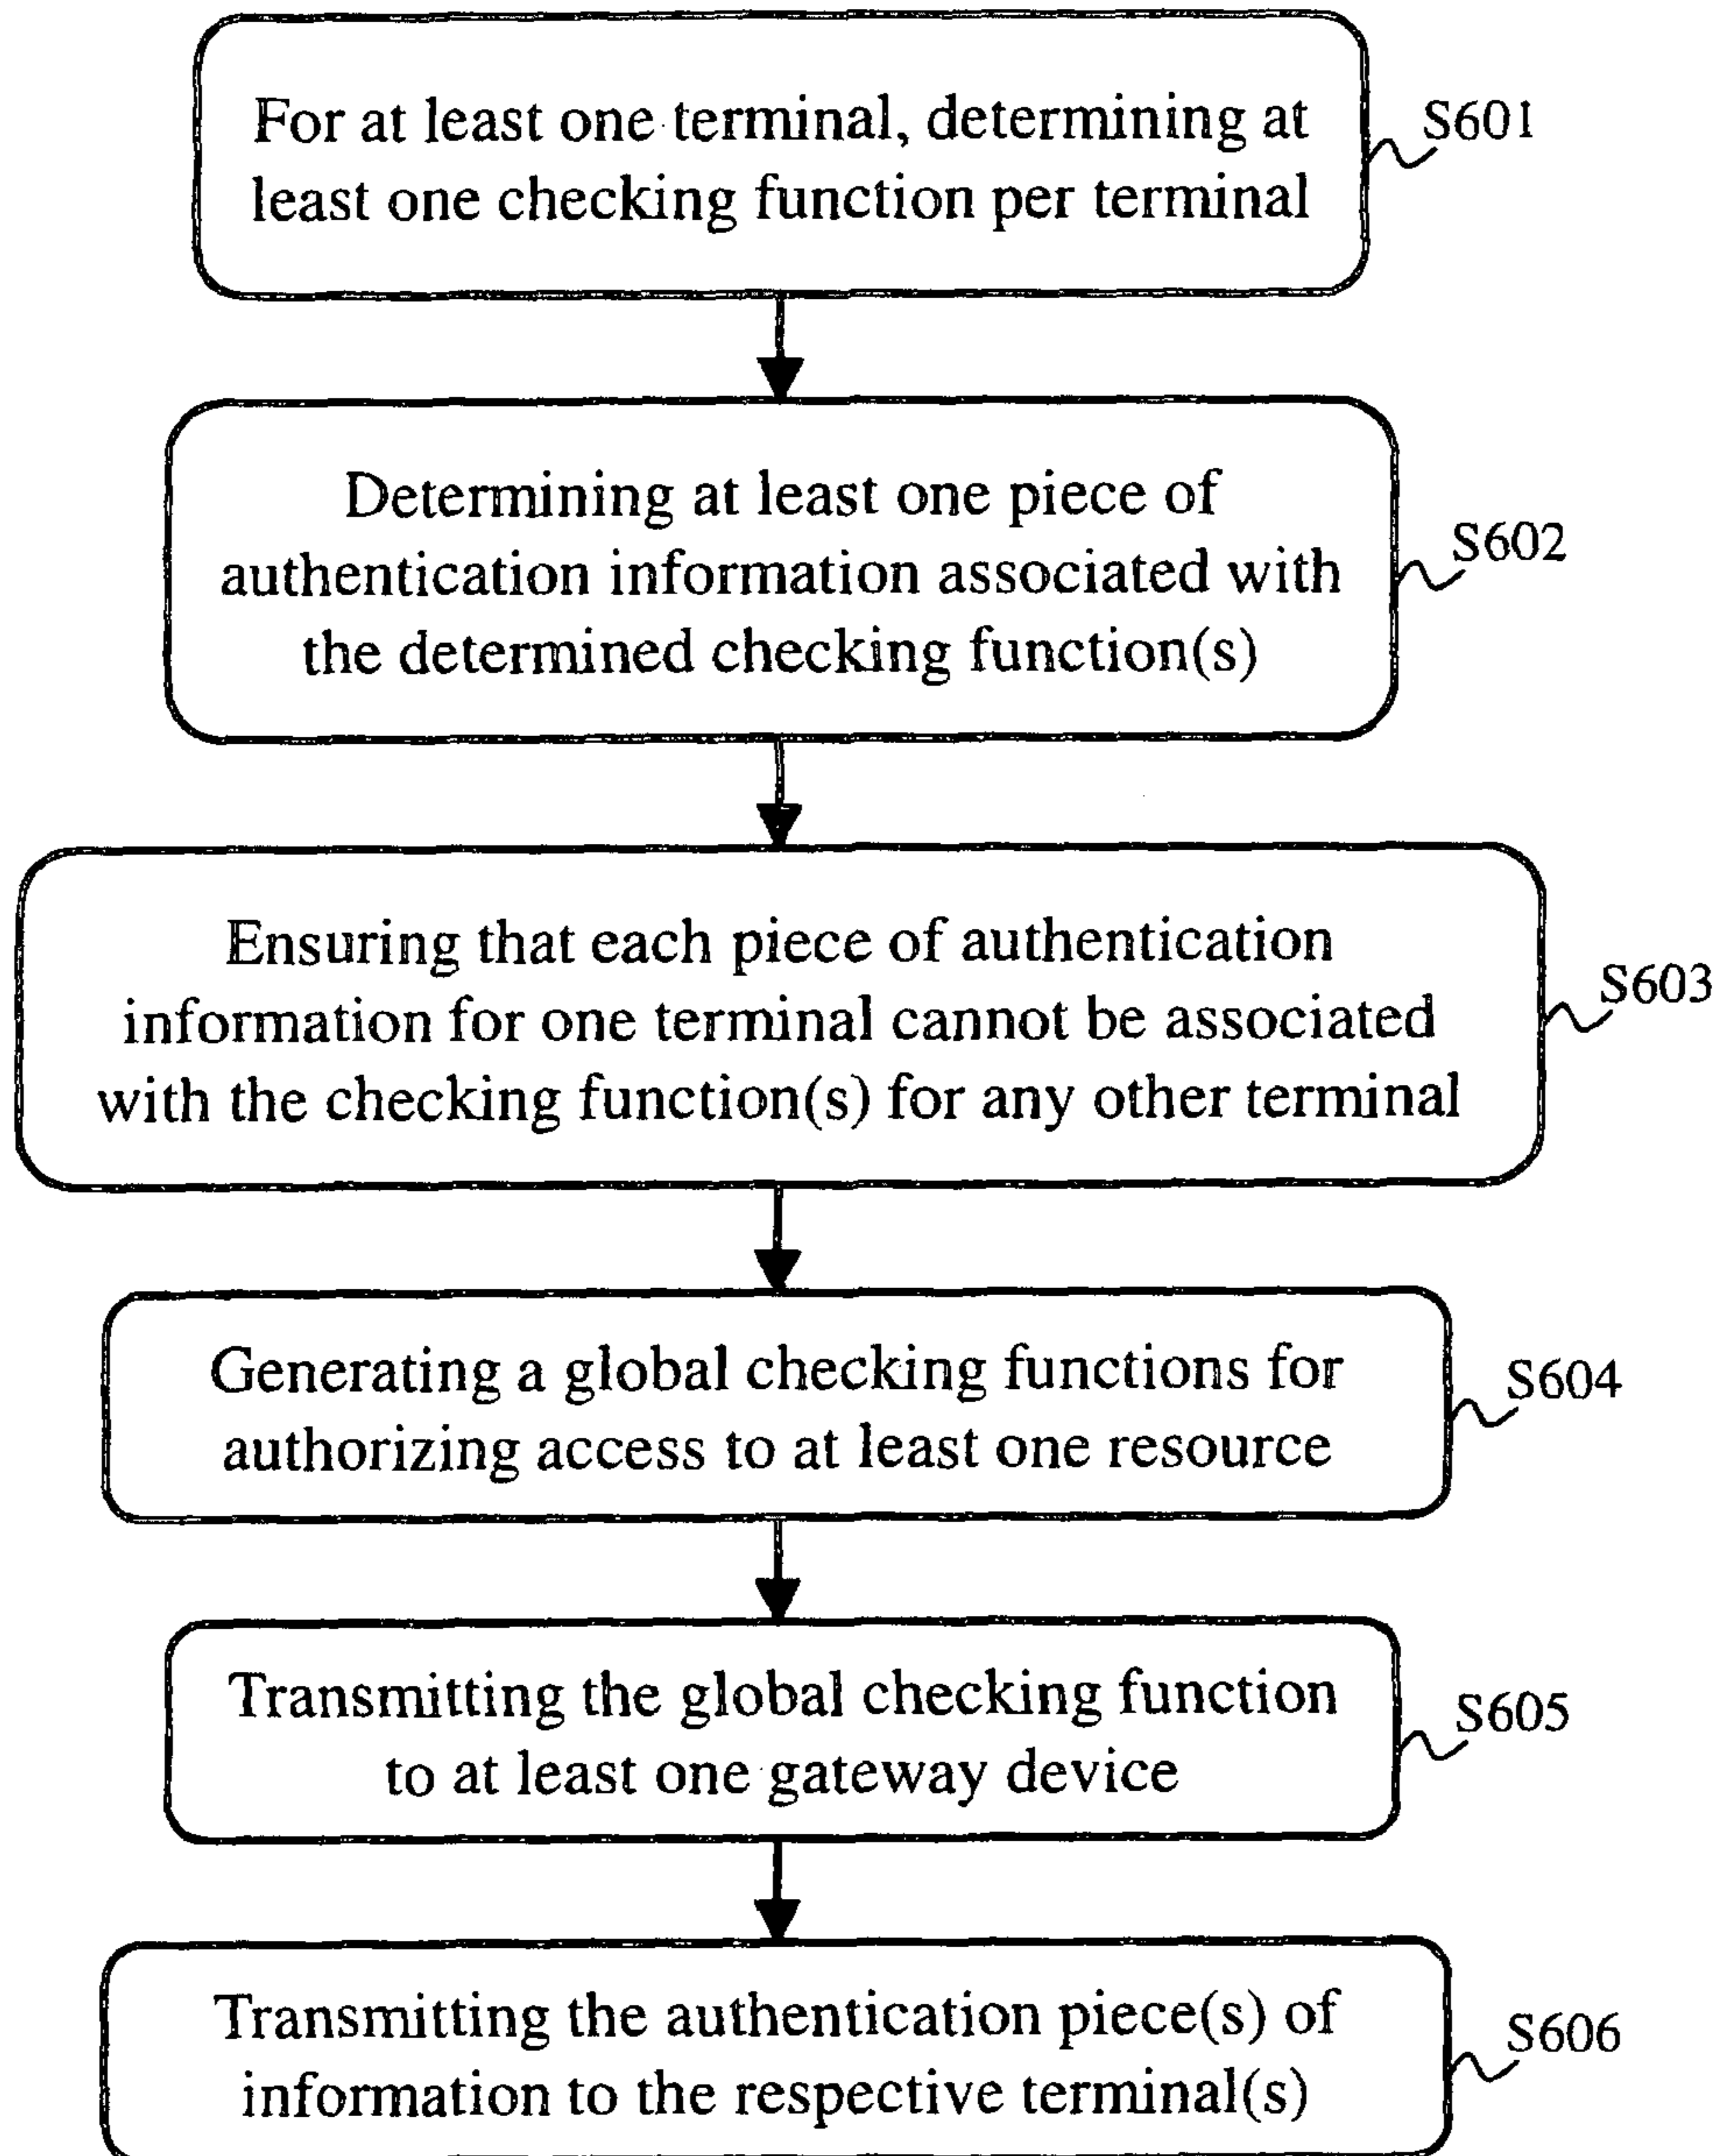 For at least one terminal, determining at
least one checking function per terminal
S601
Determining at least one piece of
authentication information associated with
the determined checking function(s)
S602
Ensuring that each piece of authentication
information for one terminal cannot be associated
with the checking function(s) for any other terminal
S603
Generating a global checking functions for
authorizing access to at least one resource
S604
Transmitting the global checking function
to at least one gateway device
S605
Transmitting the authentication piece(s) of
information to the respective terminal(s)
S606